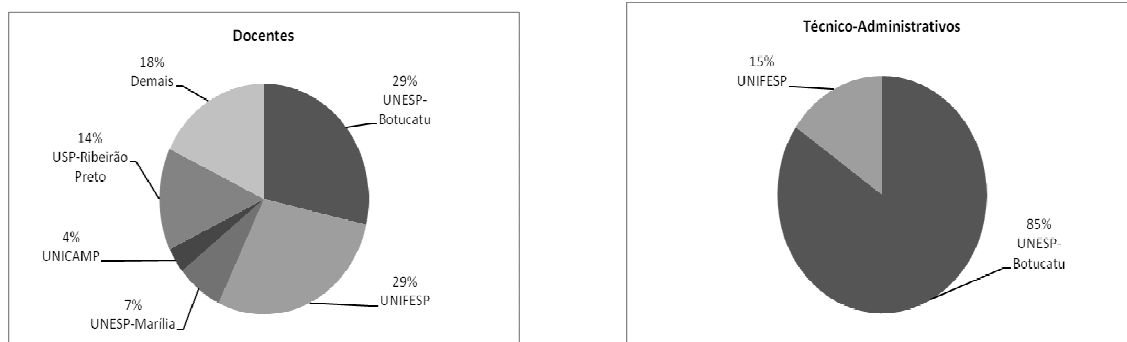 Docentes
18%
Demais
29%
UNESP-
Botucatu
14%
USP-Ribeirão
Preto
4%
UNICAMP
7%
UNESP-Marília
29%
UNIFESP
Técnico-Administrativos
15%
UNIFESP
85%
UNESP-
Botucatu